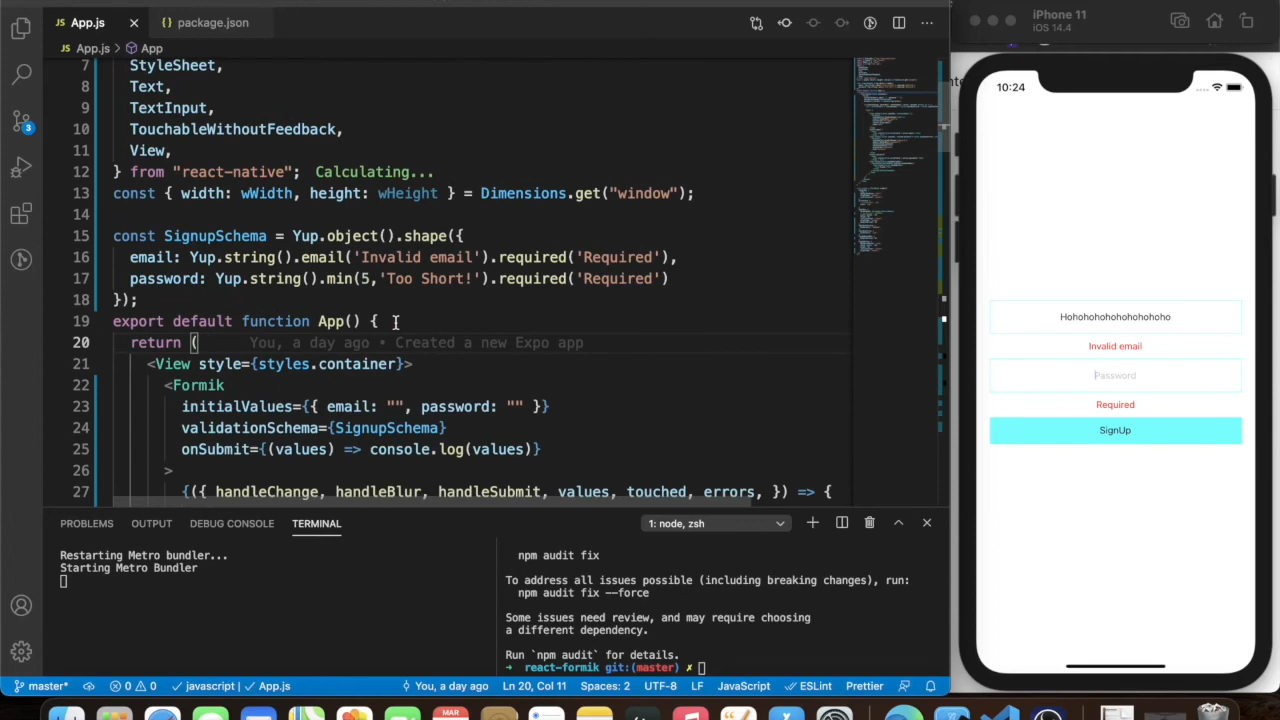 App.js
package.json
App.js > App
7 StyleSheet,
8 Text,
9 TextInput,
10 TouchableWithoutFeedback,
11 View,
12 } from "react-native"; Calculating...
13 const { width: wWidth, height: wHeight } = Dimensions.get("window");
14
15 const SignupSchema = Yup.object().shape({
16 email: Yup.string().email('Invalid email').required('Required'),
17 password: Yup.string().min(5,'Too Short!').required('Required')
18 });
19 export default function App() {
20 return ( You, a day ago • Created a new Expo app
21 <View style={styles.container}>
22 <Formik
23 initialValues={{ email: "", password: "" }}
24 validationSchema={SignupSchema}
25 onSubmit={(values) => console.log(values)}
26 >
27 {({ handleChange, handleBlur, handleSubmit, values, touched, errors, }) => {
PROBLEMS OUTPUT DEBUG CONSOLE TERMINAL
1: node, zsh
Restarting Metro bundler...
Starting Metro Bundler
npm audit fix
To address all issues possible (including breaking changes), run:
npm audit fix --force
Some issues need review, and may require choosing
a different dependency.
Run `npm audit` for details.
➜ react-formik git:(master) ✗
3
master* ⓧ 0 ⚠ 0 ✓ javascript | ✓ App.js You, a day ago Ln 20, Col 11 Spaces: 2 UTF-8 LF JavaScript ESLint Prettier
iPhone 11
iOS 14.4
10:24
Hohohohohohohohoho
Invalid email
Password
Required
SignUp
MAR